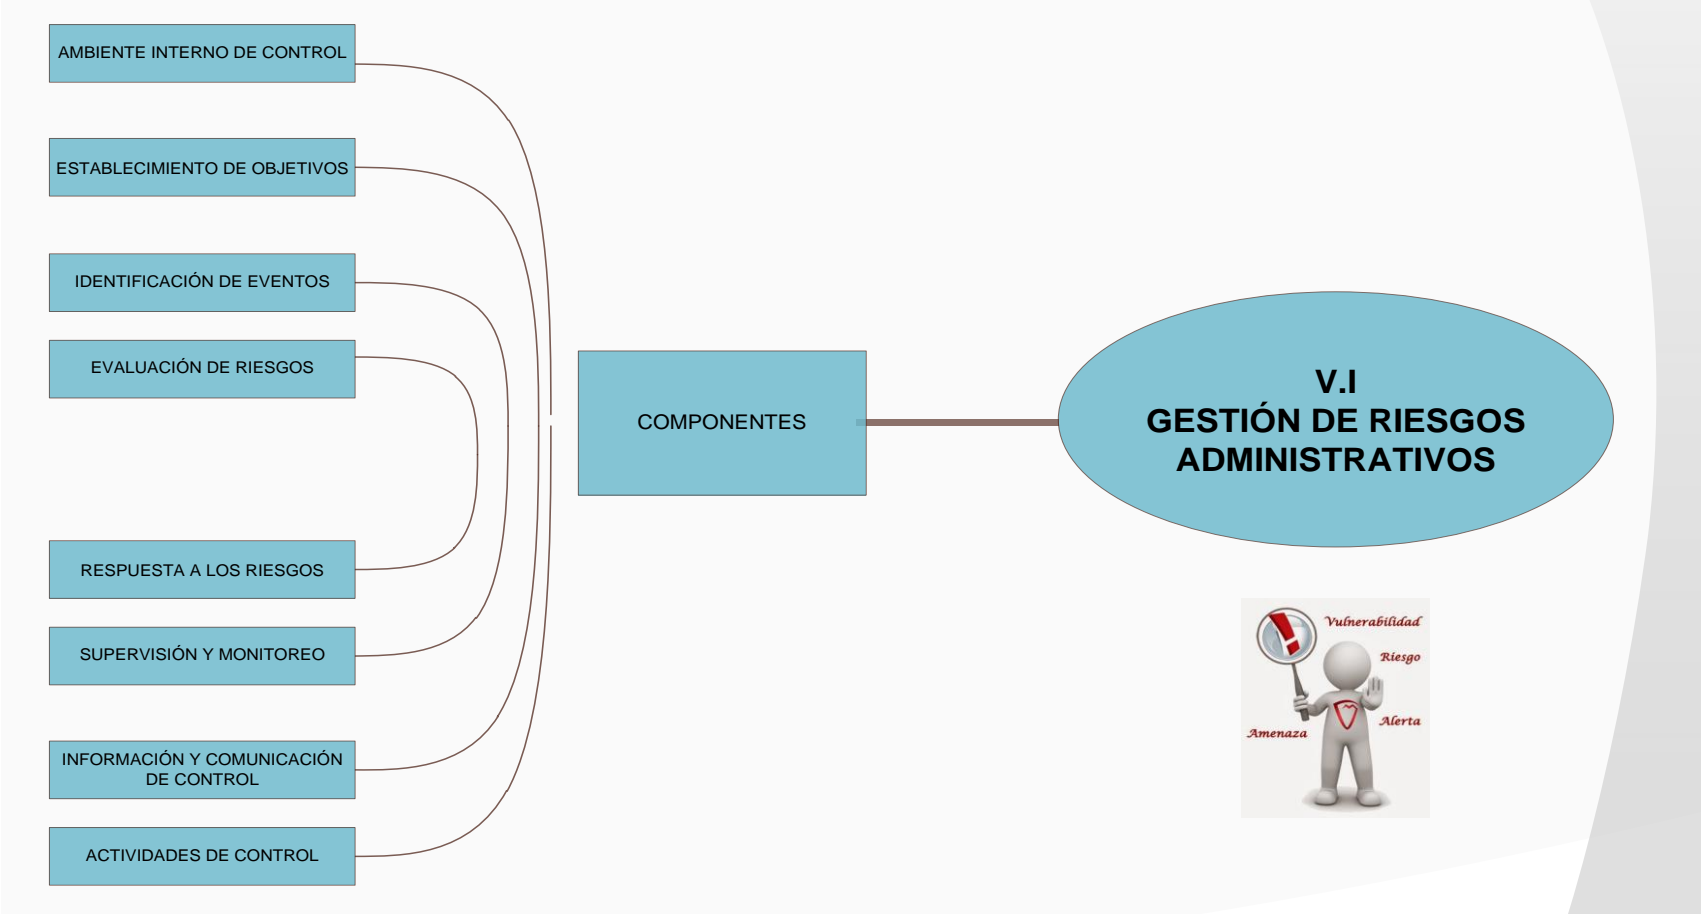 AMBIENTE INTERNO DE CONTROL
ESTABLECIMIENTO DE OBJETIVOS
IDENTIFICACIÓN DE EVENTOS
EVALUACIÓN DE RIESGOS
RESPUESTA A LOS RIESGOS
SUPERVISIÓN Y MONITOREO
INFORMACIÓN Y COMUNICACIÓN
DE CONTROL
ACTIVIDADES DE CONTROL
COMPONENTES
V.I
GESTIÓN DE RIESGOS
ADMINISTRATIVOS
Vulnerabilidad
Riesgo
Alerta
Amenaza